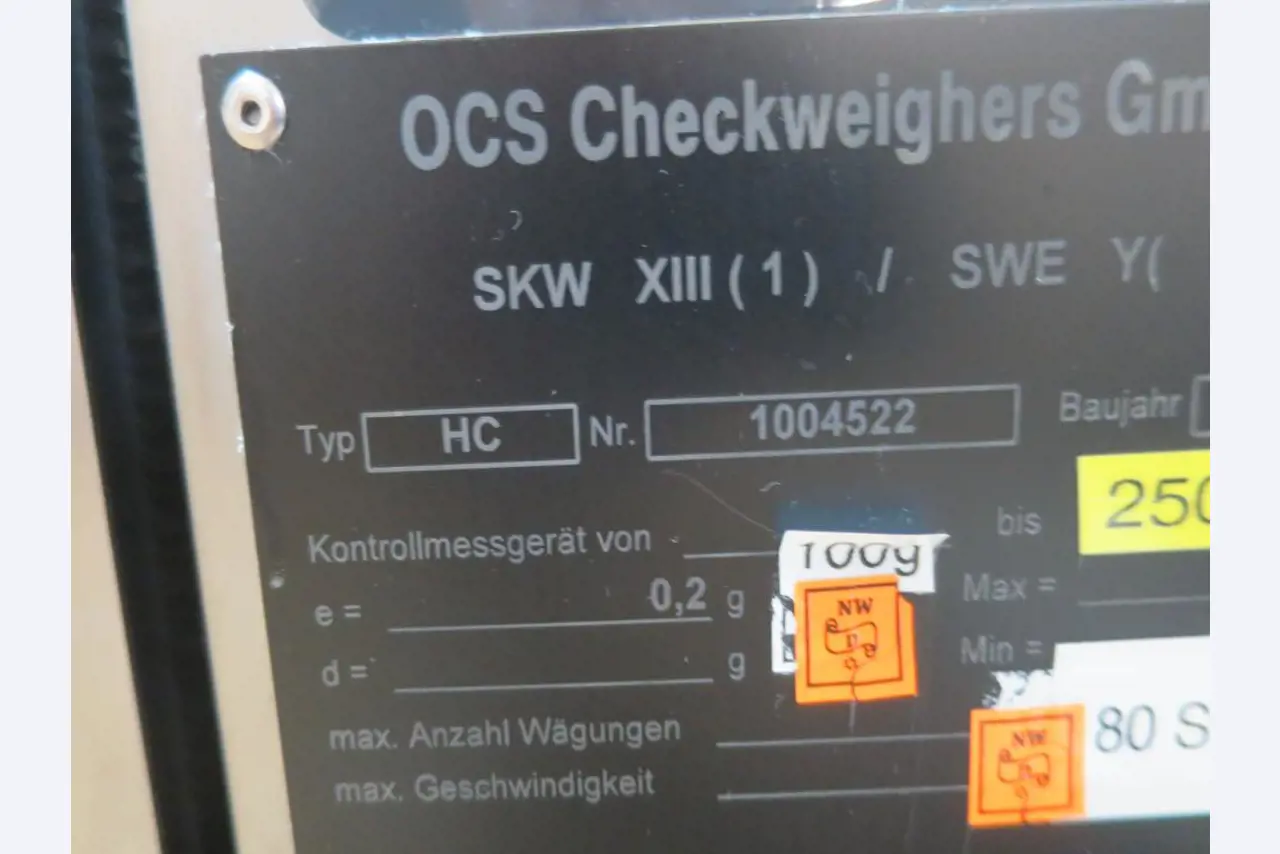 OCS Checkweighers Gm
SKW XIII ( 1 ) / SWE Y(
Typ HC Nr. 1004522 Baujahr
Kontrollmessgerät von 100g bis 250
e = 0,2 g Max =
d = g Min =
NW
max. Anzahl Wägungen 80 S
max. Geschwindigkeit
NW